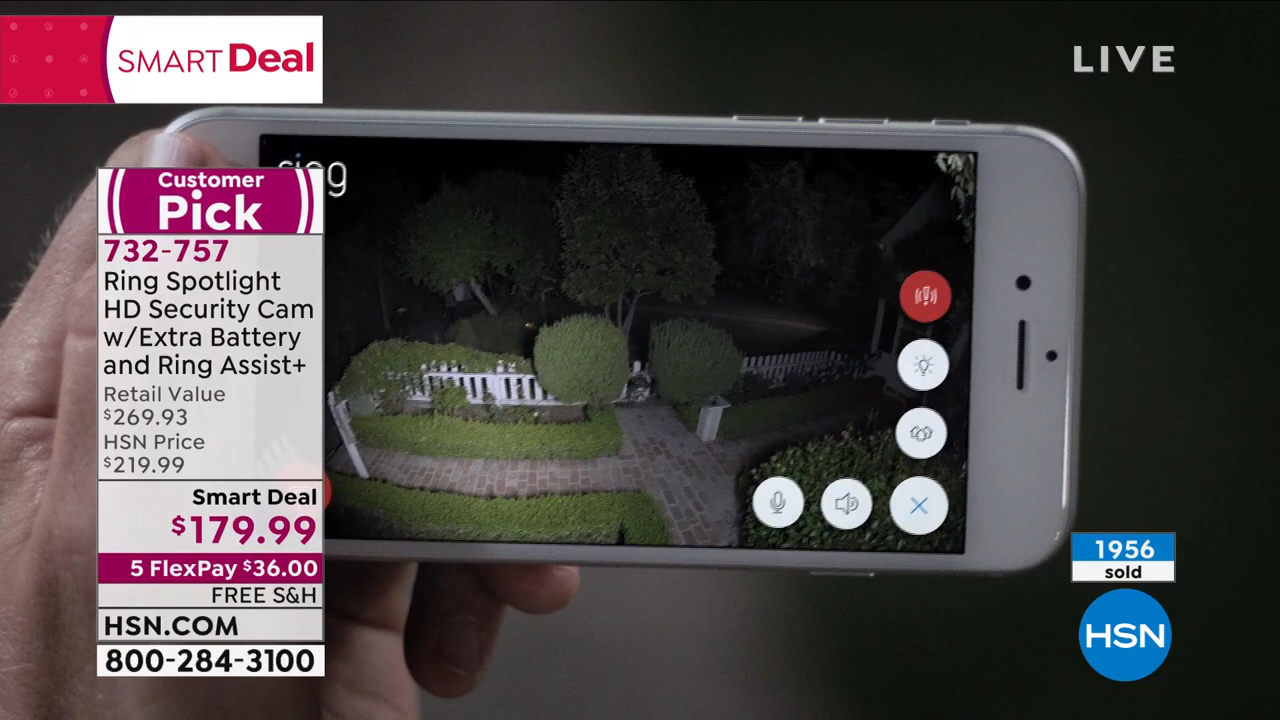 SMART Deal
LIVE
ring
Customer
Pick
732-757
Ring Spotlight
HD Security Cam
w/Extra Battery
and Ring Assist+
Retail Value
$269.93
HSN Price
$219.99
Smart Deal
$179.99
5 FlexPay $36.00
FREE S&H
HSN.COM
800-284-3100
1956
sold
HSN